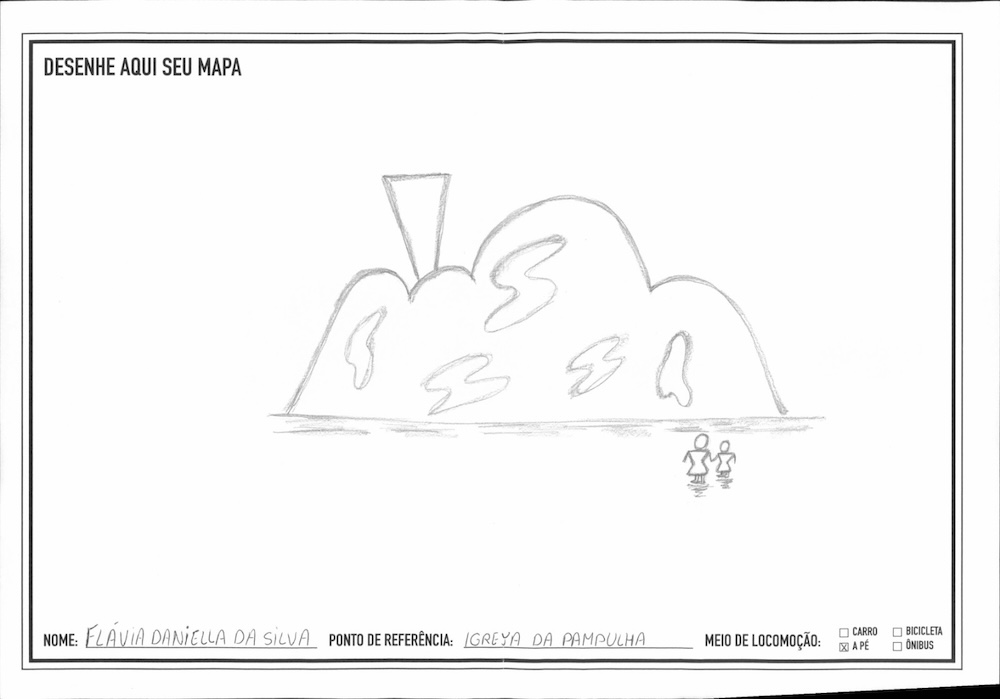 DESENHE AQUI SEU MAPA
NOME: FLÁVIA DANIELLA DA SILVA PONTO DE REFERÊNCIA: IGREJA DA PAMPULHA MEIO DE LOCOMOÇÃO: ☐ CARRO ☐ BICICLETA
☒ A PÉ ☐ ÔNIBUS